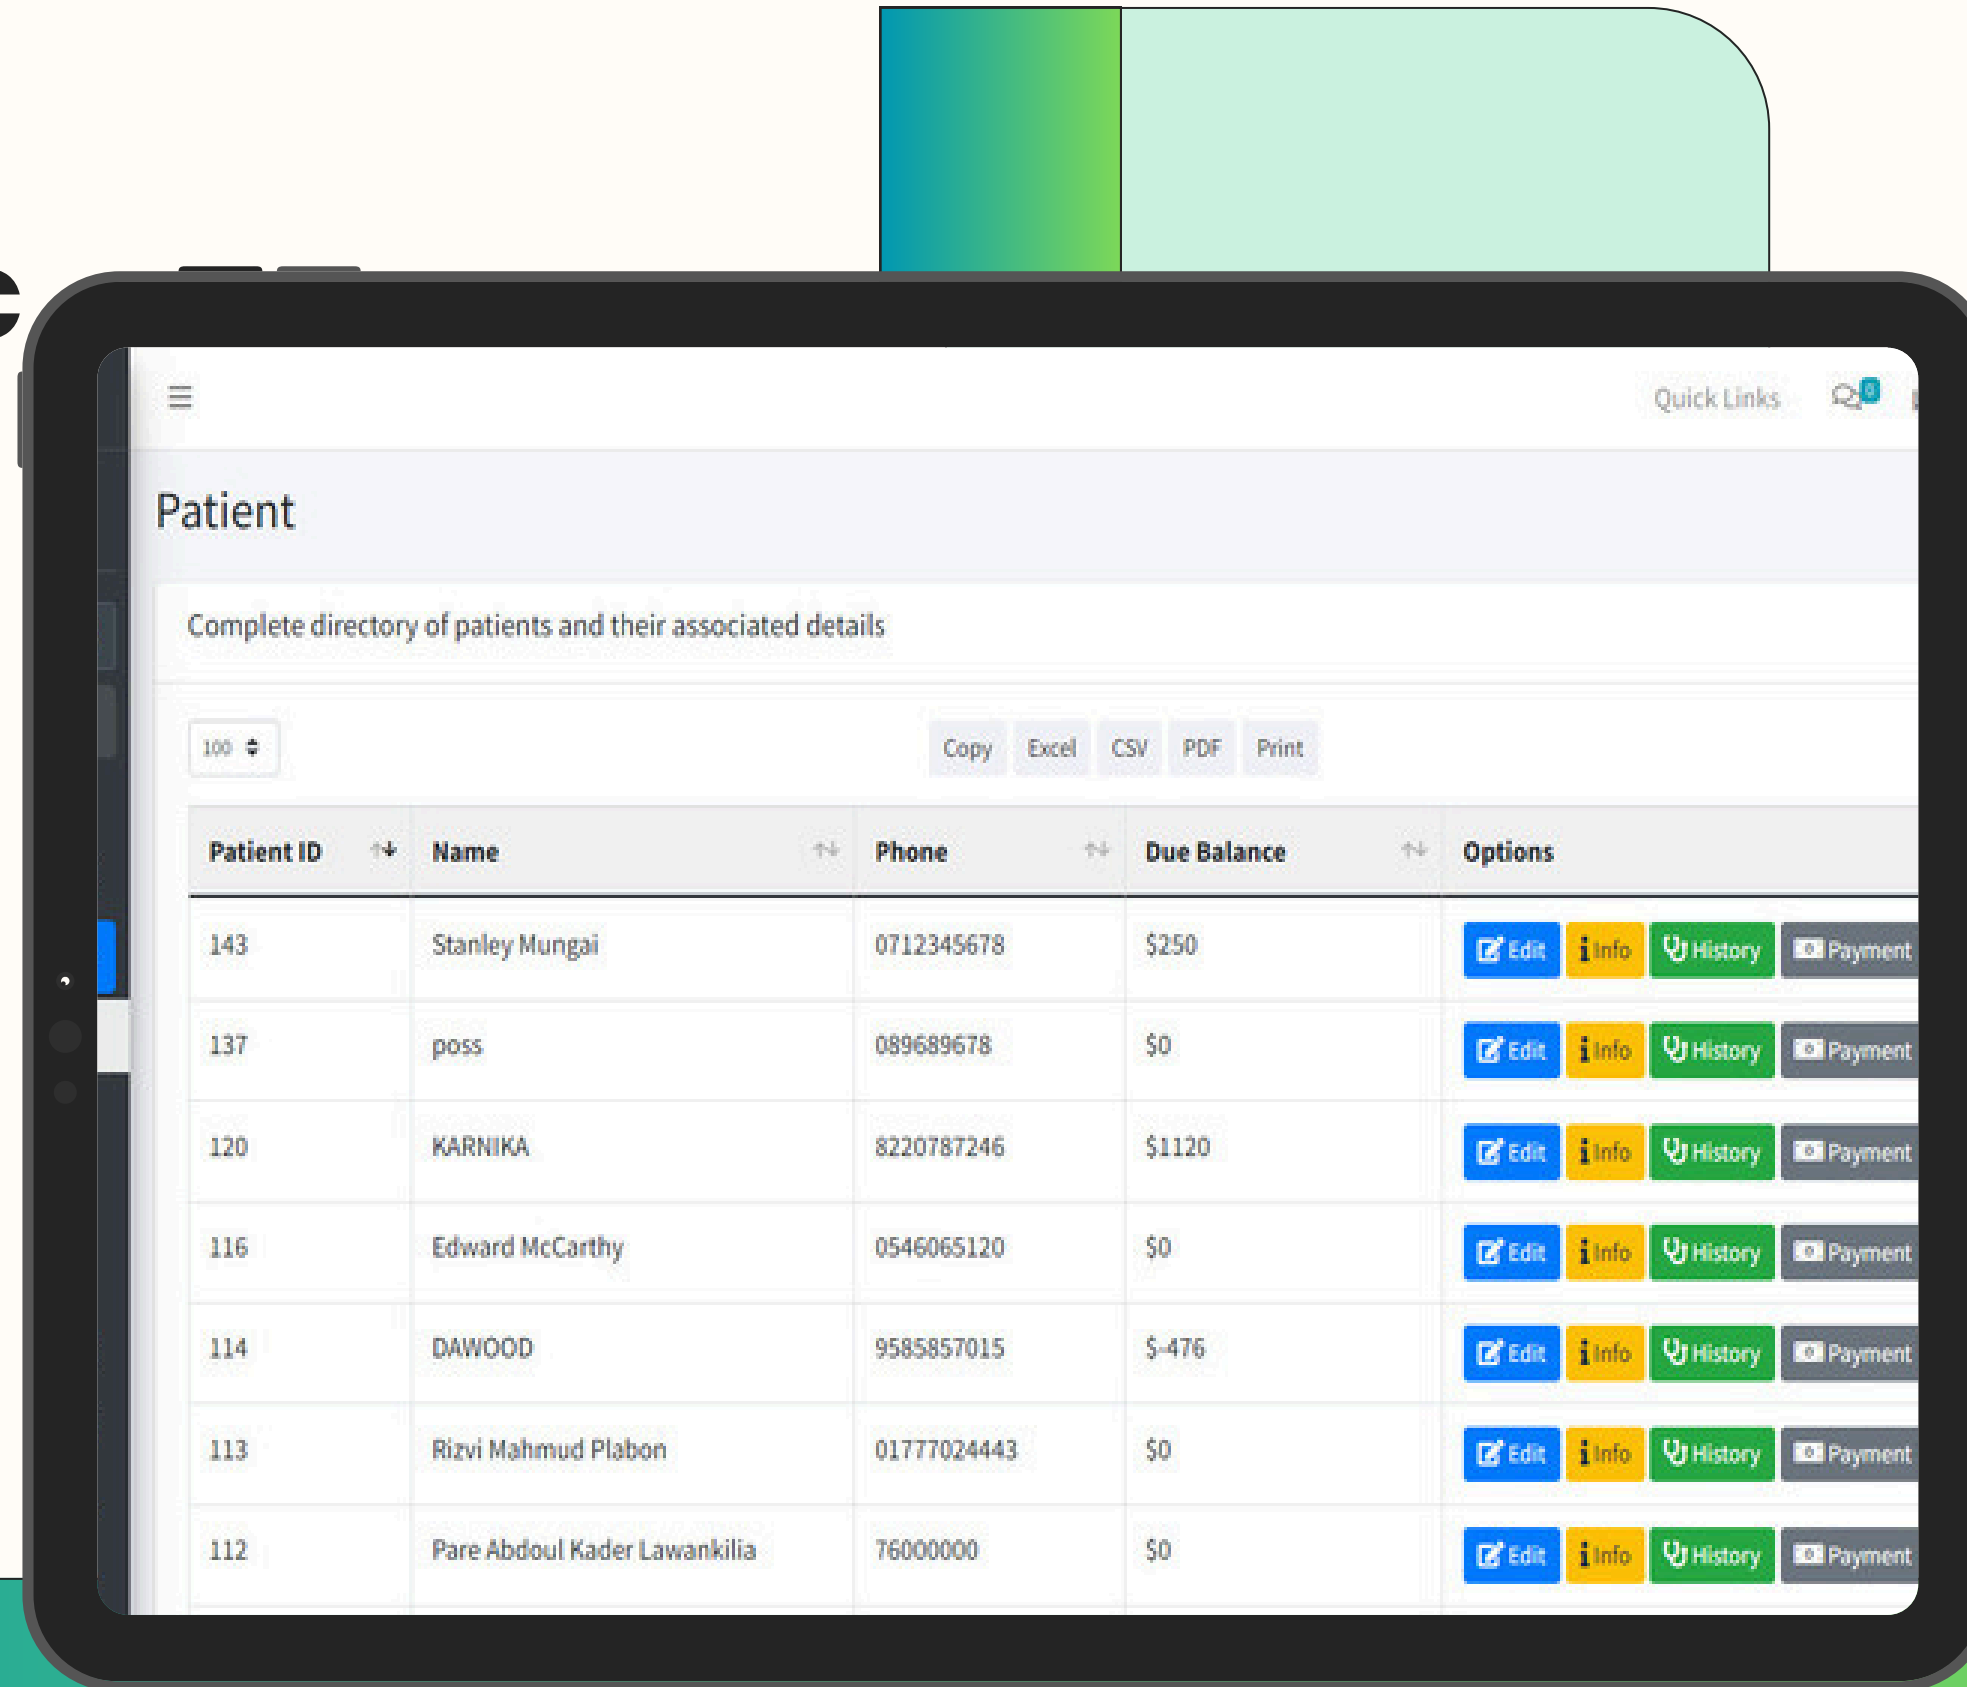 Quick Links 0
Patient
Complete directory of patients and their associated details
100 Copy Excel CSV PDF Print
Patient ID Name Phone Due Balance Options
143 Stanley Mungai 0712345678 $250 Edit Info History Payment
137 poss 089689678 $0 Edit Info History Payment
120 KARNIKA 8220787246 $1120 Edit Info History Payment
116 Edward McCarthy 0546065120 $0 Edit Info History Payment
114 DAWOOD 9585857015 $-476 Edit Info History Payment
113 Rizvi Mahmud Plabon 01777024443 $0 Edit Info History Payment
112 Pare Abdoul Kader Lawankilia 76000000 $0 Edit Info History Payment